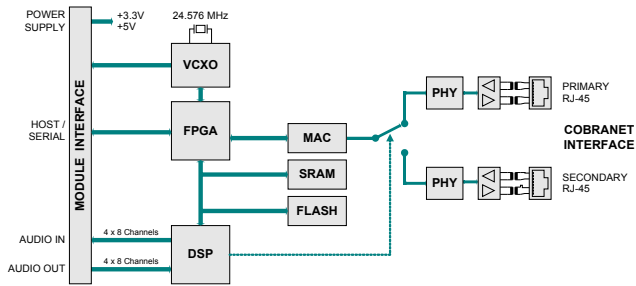 POWER
SUPPLY
+3.3V
+5V
24.576 MHz
VCXO
MODULE INTERFACE
HOST /
SERIAL
FPGA
MAC
SRAM
FLASH
DSP
AUDIO IN
4 x 8 Channels
AUDIO OUT
4 x 8 Channels
PHY
PRIMARY
RJ-45
COBRANET
INTERFACE
PHY
SECONDARY
RJ-45